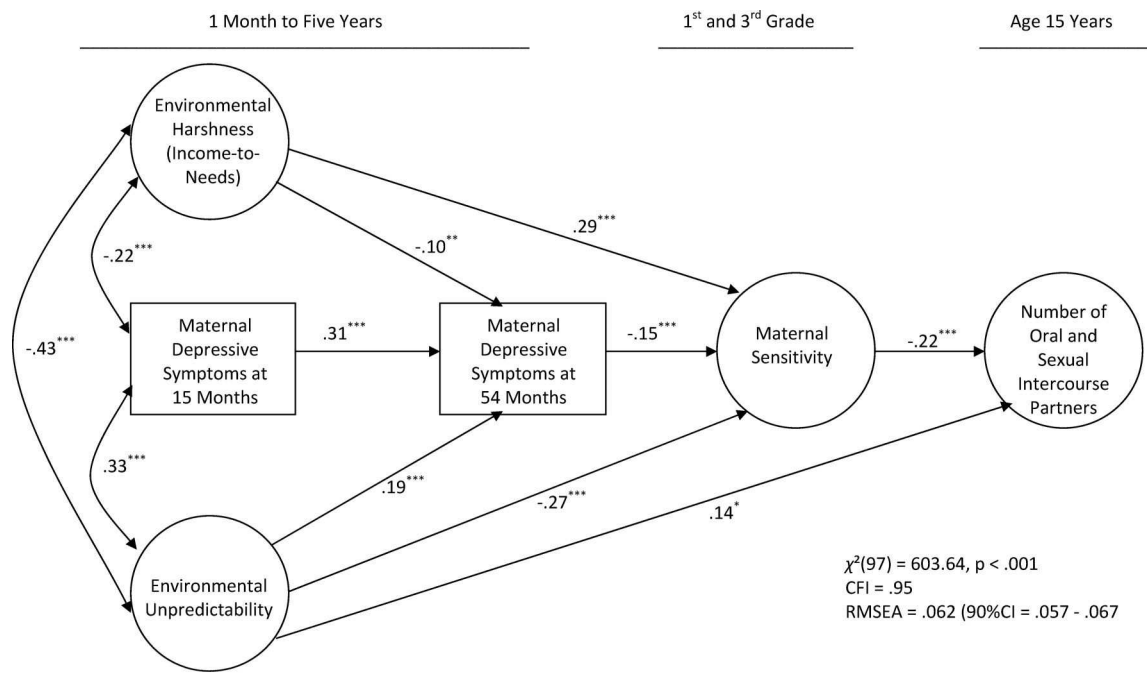 1 Month to Five Years
1st and 3rd Grade
Age 15 Years
Environmental
Harshness
(Income-to-
Needs)
.29***
-.10**
-.22***
Maternal
Depressive
Symptoms at
15 Months
.31***
Maternal
Depressive
Symptoms at
54 Months
-.15***
Maternal
Sensitivity
-.22***
Number of
Oral and
Sexual
Intercourse
Partners
-.43***
.33***
.19***
-.27***
.14*
Environmental
Unpredictability
χ²(97) = 603.64, p < .001
CFI = .95
RMSEA = .062 (90%CI = .057 - .067